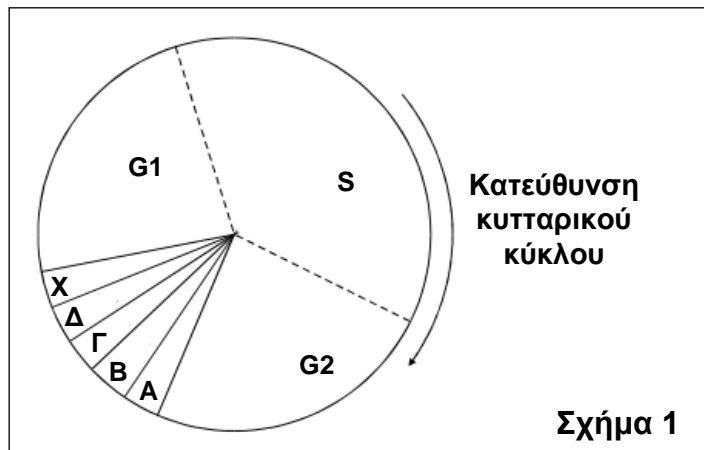 G1
S
Κατεύθυνση
κυτταρικού
κύκλου
Χ
Δ
Γ
Β
Α
G2
Σχήμα 1